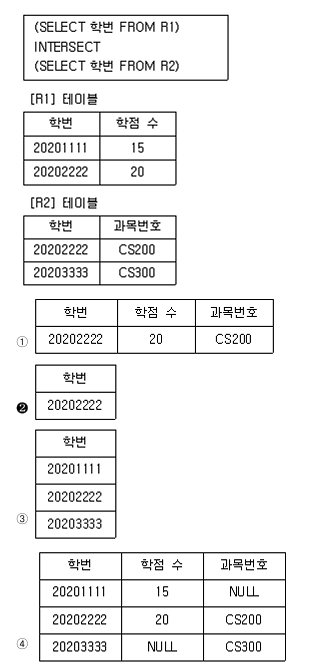 (SELECT 학번 FROM R1)
INTERSECT
(SELECT 학번 FROM R2)
[R1] 테이블
학번 학점 수
20201111 15
20202222 20
[R2] 테이블
학번 과목번호
20202222 CS200
20203333 CS300
학번 학점 수 과목번호
① 20202222 20 CS200
학번
❷ 20202222
학번
20201111
20202222
③ 20203333
학번 학점 수 과목번호
20201111 15 NULL
20202222 20 CS200
④ 20203333 NULL CS300